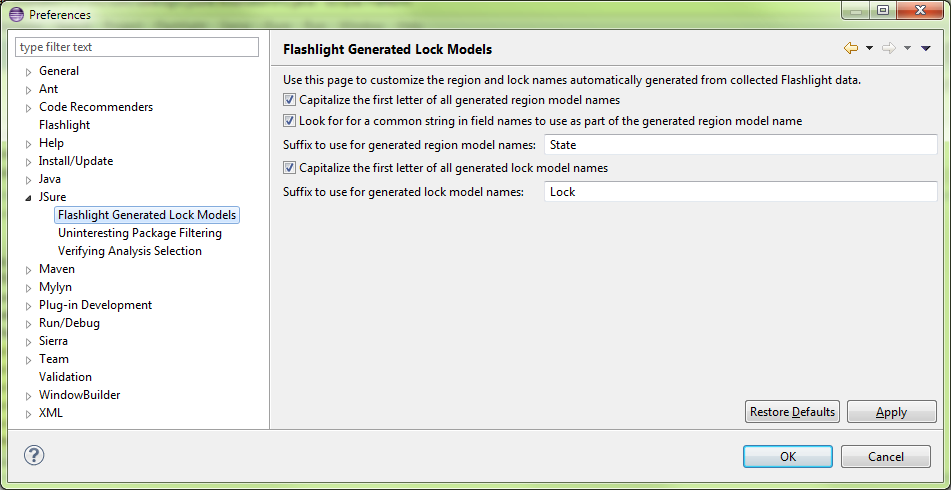 Preferences
type filter text
General
Ant
Code Recommenders
Flashlight
Help
Install/Update
Java
JSure
Flashlight Generated Lock Models
Uninteresting Package Filtering
Verifying Analysis Selection
Maven
Mylyn
Plug-in Development
Run/Debug
Sierra
Team
Validation
WindowBuilder
XML
Flashlight Generated Lock Models
Use this page to customize the region and lock names automatically generated from collected Flashlight data.
Capitalize the first letter of all generated region model names
Look for for a common string in field names to use as part of the generated region model name
Suffix to use for generated region model names: State
Capitalize the first letter of all generated lock model names
Suffix to use for generated lock model names: Lock
Restore Defaults Apply
? OK Cancel